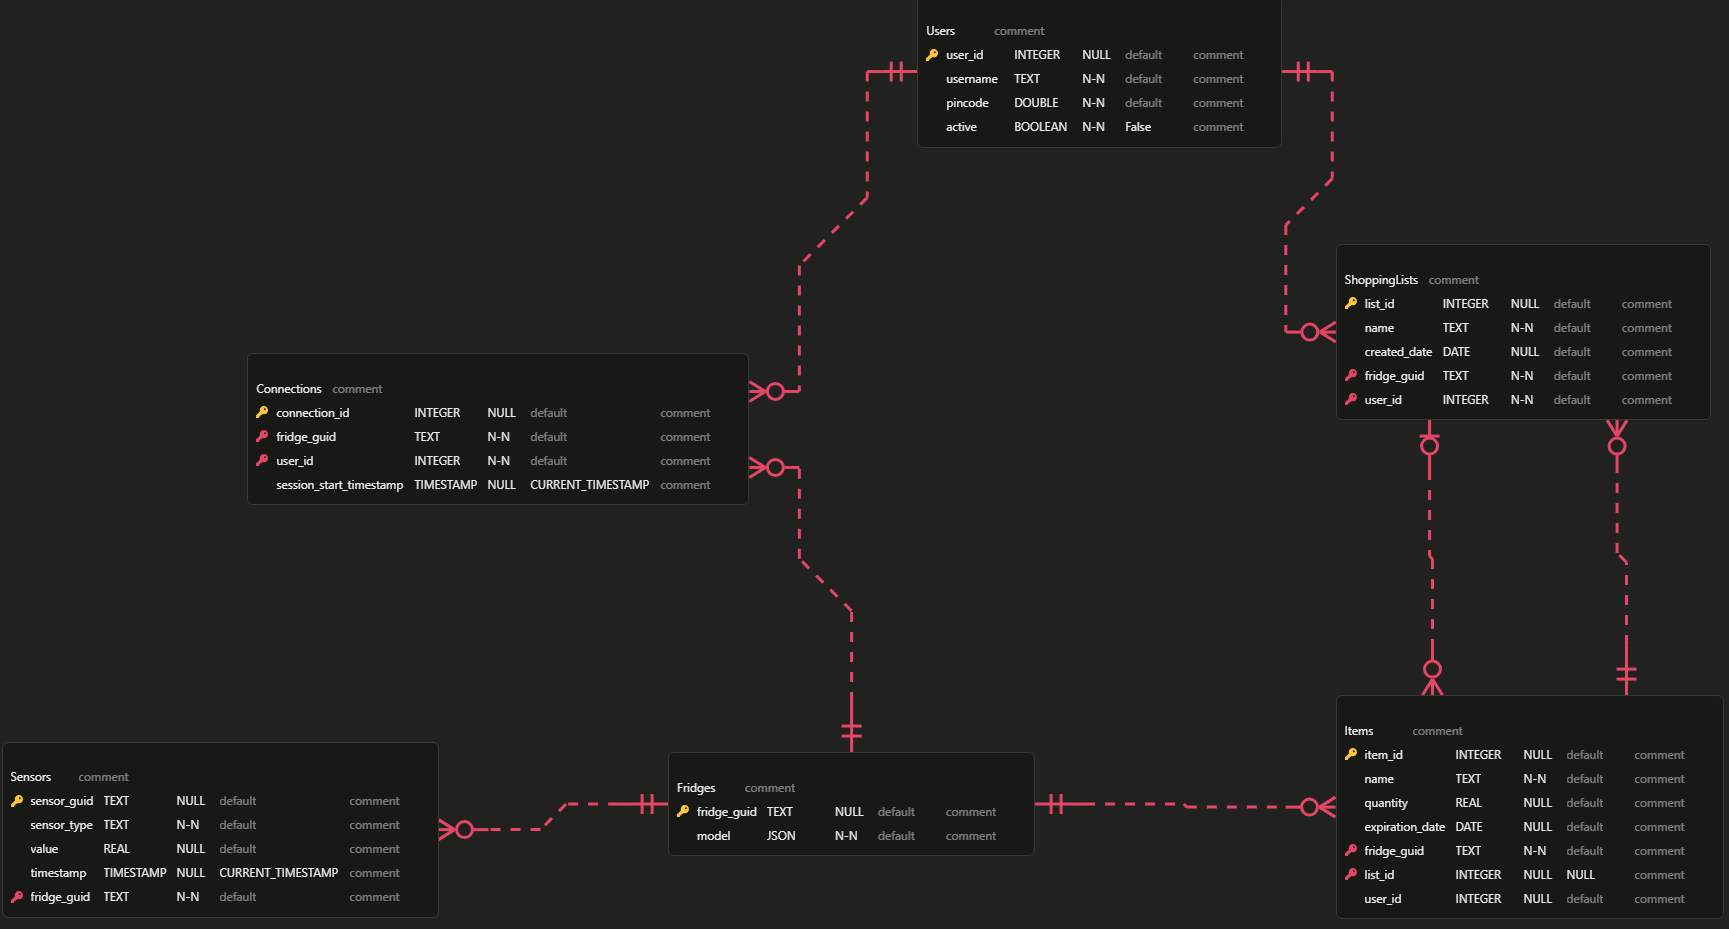 Users comment
user_id INTEGER NULL default comment
username TEXT N-N default comment
pincode DOUBLE N-N default comment
active BOOLEAN N-N False comment
ShoppingLists comment
list_id INTEGER NULL default comment
name TEXT N-N default comment
created_date DATE NULL default comment
fridge_guid TEXT N-N default comment
user_id INTEGER N-N default comment
Connections comment
connection_id INTEGER NULL default comment
fridge_guid TEXT N-N default comment
user_id INTEGER N-N default comment
session_start_timestamp TIMESTAMP NULL CURRENT_TIMESTAMP comment
Sensors comment
sensor_guid TEXT NULL default comment
sensor_type TEXT N-N default comment
value REAL NULL default comment
timestamp TIMESTAMP NULL CURRENT_TIMESTAMP comment
fridge_guid TEXT N-N default comment
Fridges comment
fridge_guid TEXT NULL default comment
model JSON N-N default comment
Items comment
item_id INTEGER NULL default comment
name TEXT N-N default comment
quantity REAL NULL default comment
expiration_date DATE NULL default comment
fridge_guid TEXT N-N default comment
list_id INTEGER NULL NULL comment
user_id INTEGER NULL default comment